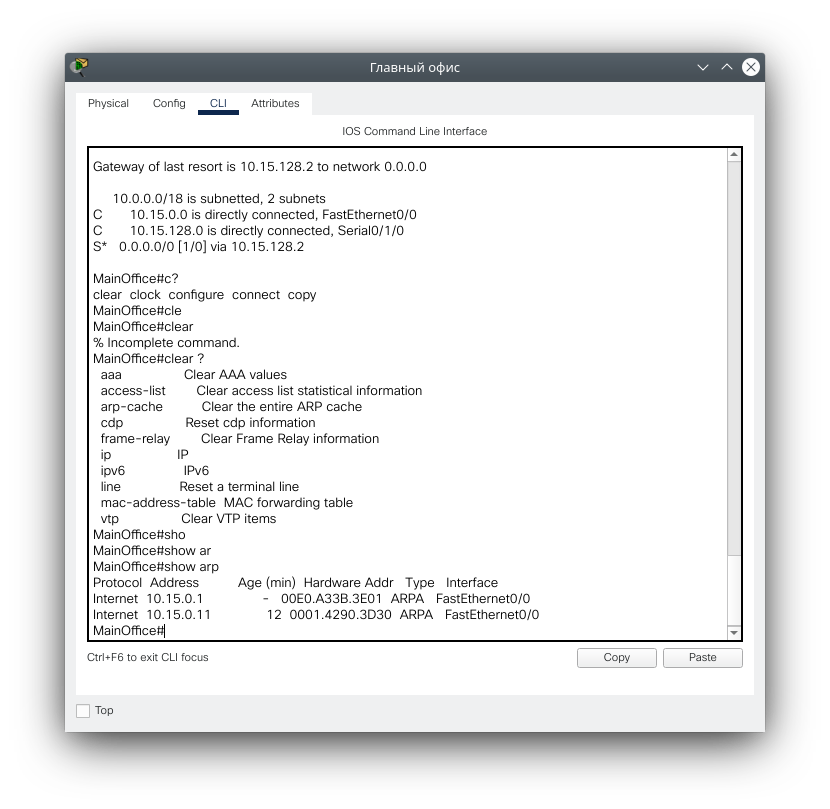 Главный офис
Physical Config CLI Attributes
IOS Command Line Interface
Gateway of last resort is 10.15.128.2 to network 0.0.0.0
10.0.0.0/18 is subnetted, 2 subnets
C 10.15.0.0 is directly connected, FastEthernet0/0
C 10.15.128.0 is directly connected, Serial0/1/0
S* 0.0.0.0/0 [1/0] via 10.15.128.2
MainOffice#c?
clear clock configure connect copy
MainOffice#cle
MainOffice#clear
% Incomplete command.
MainOffice#clear ?
aaa Clear AAA values
access-list Clear access list statistical information
arp-cache Clear the entire ARP cache
cdp Reset cdp information
frame-relay Clear Frame Relay information
ip IP
ipv6 IPv6
line Reset a terminal line
mac-address-table MAC forwarding table
vtp Clear VTP items
MainOffice#sho
MainOffice#show ar
MainOffice#show arp
Protocol Address Age (min) Hardware Addr Type Interface
Internet 10.15.0.1 - 00E0.A33B.3E01 ARPA FastEthernet0/0
Internet 10.15.0.11 12 0001.4290.3D30 ARPA FastEthernet0/0
MainOffice#
Ctrl+F6 to exit CLI focus
Copy Paste
Top